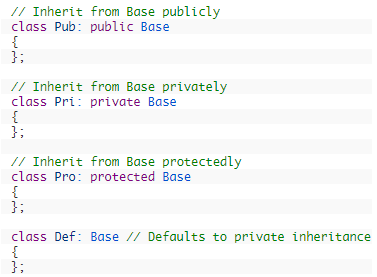 // Inherit from Base publicly
class Pub: public Base
{
};
// Inherit from Base privately
class Pri: private Base
{
};
// Inherit from Base protectedly
class Pro: protected Base
{
};
class Def: Base // Defaults to private inheritance
{
};